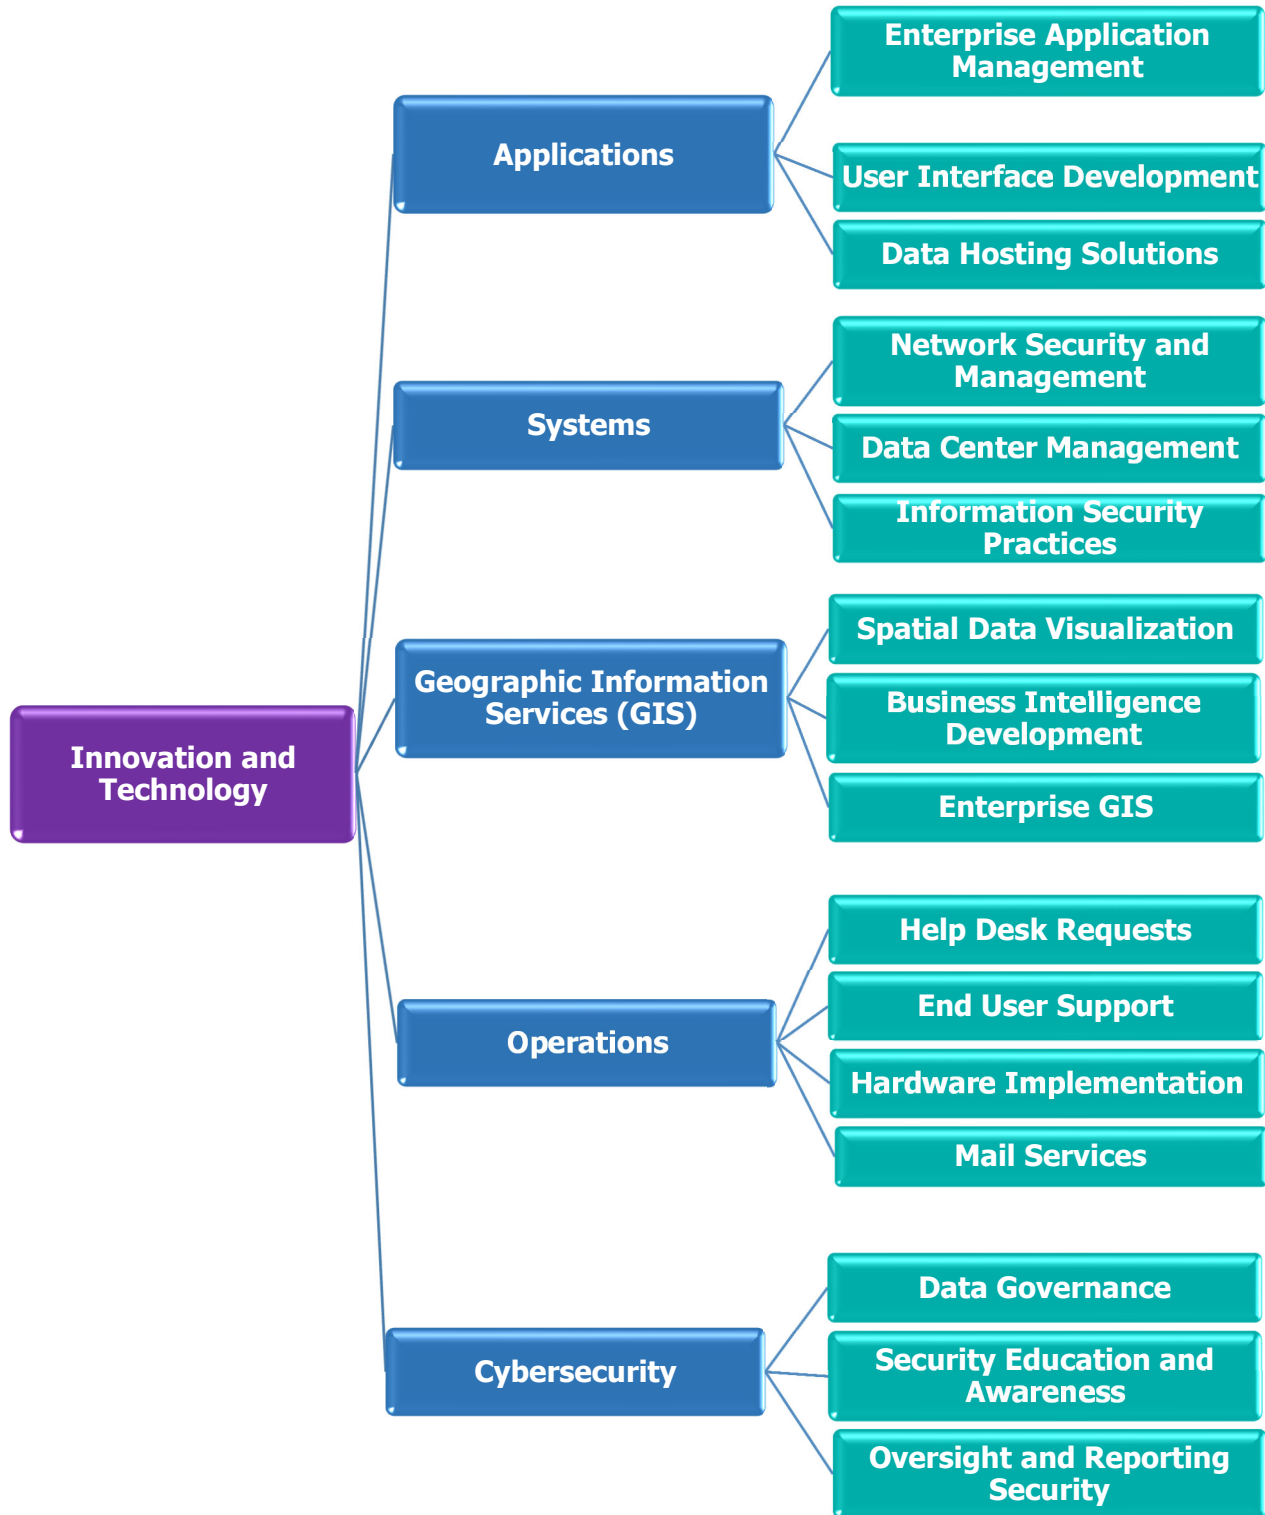 Innovation and
Technology
Applications
Enterprise Application
Management
User Interface Development
Data Hosting Solutions
Systems
Network Security and
Management
Data Center Management
Information Security
Practices
Geographic Information
Services (GIS)
Spatial Data Visualization
Business Intelligence
Development
Enterprise GIS
Operations
Help Desk Requests
End User Support
Hardware Implementation
Mail Services
Cybersecurity
Data Governance
Security Education and
Awareness
Oversight and Reporting
Security